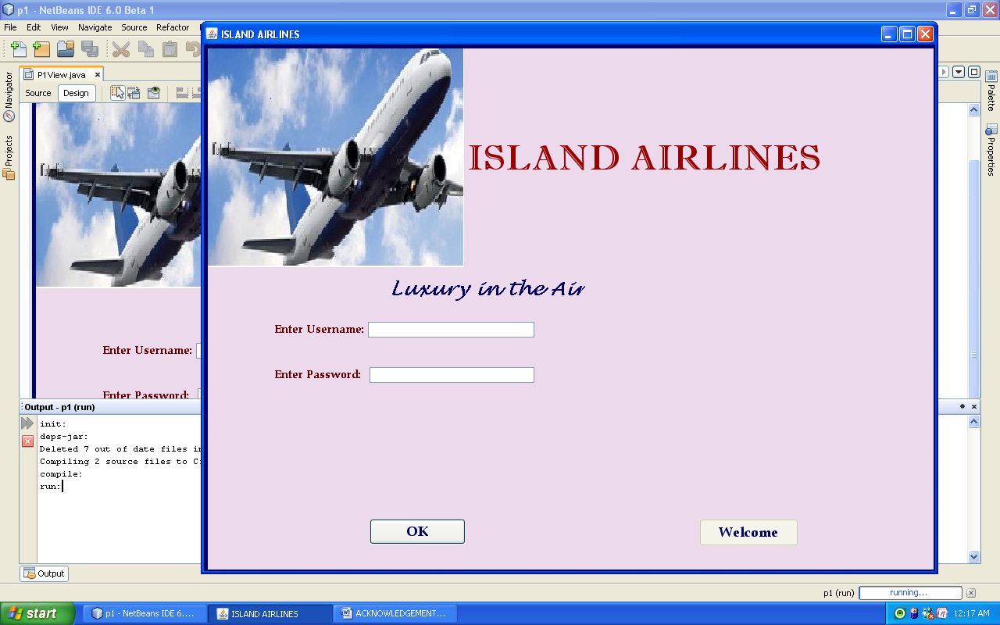 p1 - NetBeans IDE 6.0 Beta 1
File Edit View Navigate Source Refactor
ISLAND AIRLINES
P1View.java
Source Design
Navigator
Projects
Palette
Properties
ISLAND AIRLINES
Luxury in the Air
Enter Username:
Enter Password:
OK
Welcome
Enter Username:
Enter Password:
Output - p1 (run)
init:
deps-jar:
Deleted 7 out of date files in
Compiling 2 source files to C:
compile:
run:
Output
p1 (run) running...
start p1 - NetBeans IDE 6.... ISLAND AIRLINES ACKNOWLEDGEMENT... 12:17 AM